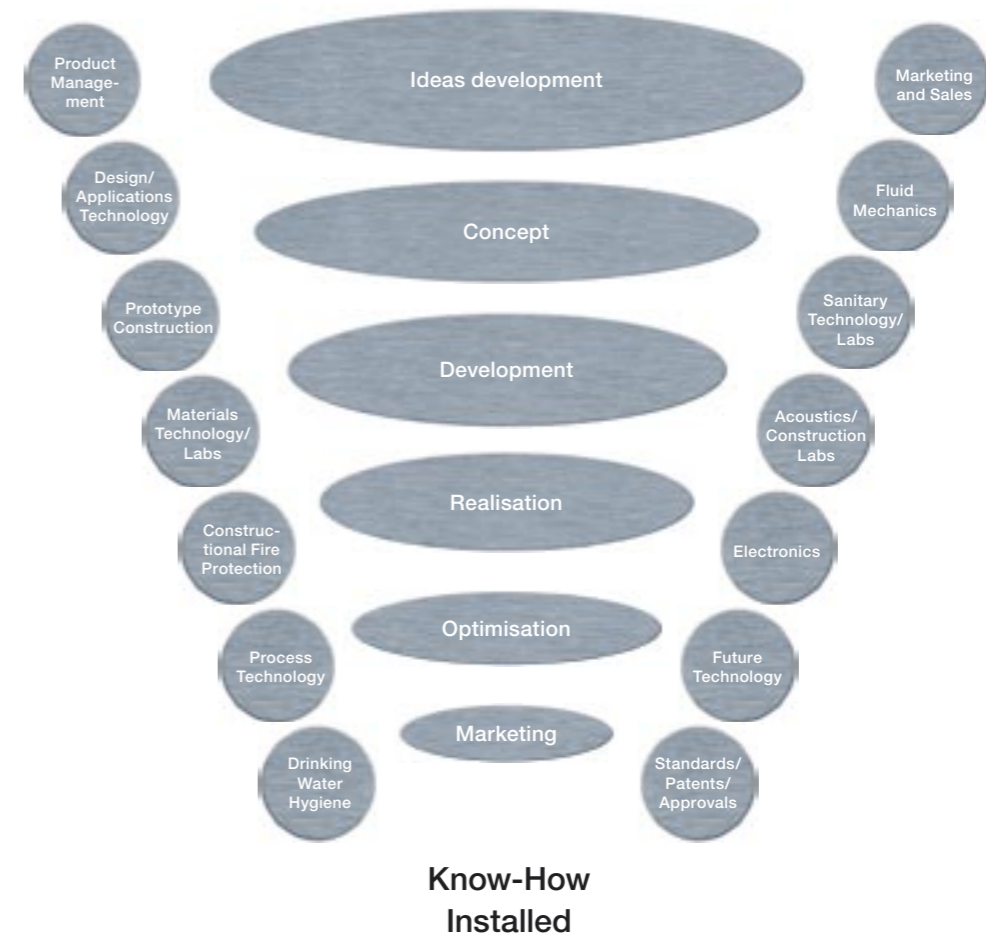 Product
Manage-
ment
Ideas development
Marketing
and Sales
Design/
Applications
Technology
Concept
Fluid
Mechanics
Prototype
Construction
Development
Sanitary
Technology/
Labs
Materials
Technology/
Labs
Realisation
Acoustics/
Construction
Labs
Construc-
tional Fire
Protection
Electronics
Optimisation
Process
Technology
Future
Technology
Marketing
Drinking
Water
Hygiene
Standards/
Patents/
Approvals
Know-How
Installed